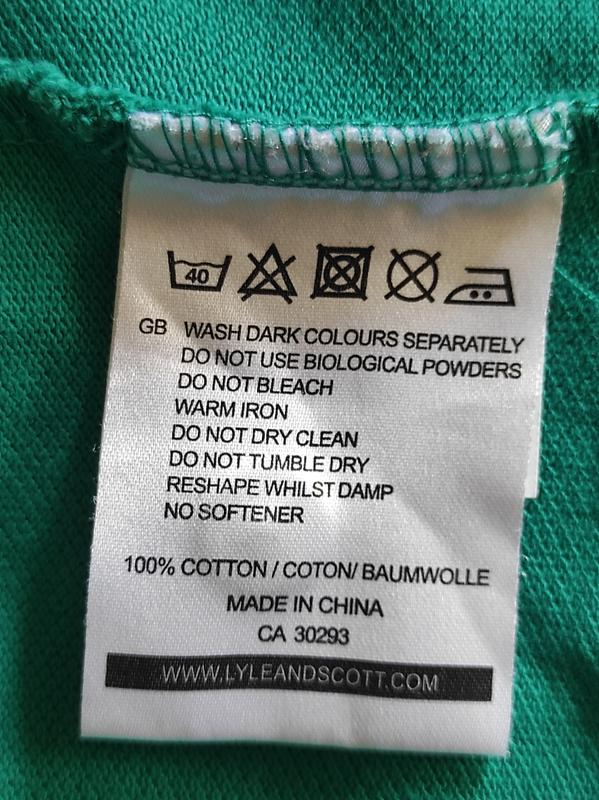 40
GB WASH DARK COLOURS SEPARATELY
DO NOT USE BIOLOGICAL POWDERS
DO NOT BLEACH
WARM IRON
DO NOT DRY CLEAN
DO NOT TUMBLE DRY
RESHAPE WHILST DAMP
NO SOFTENER
100% COTTON / COTON/ BAUMWOLLE
MADE IN CHINA
CA 30293
WWW.LYLEANDSCOTT.COM